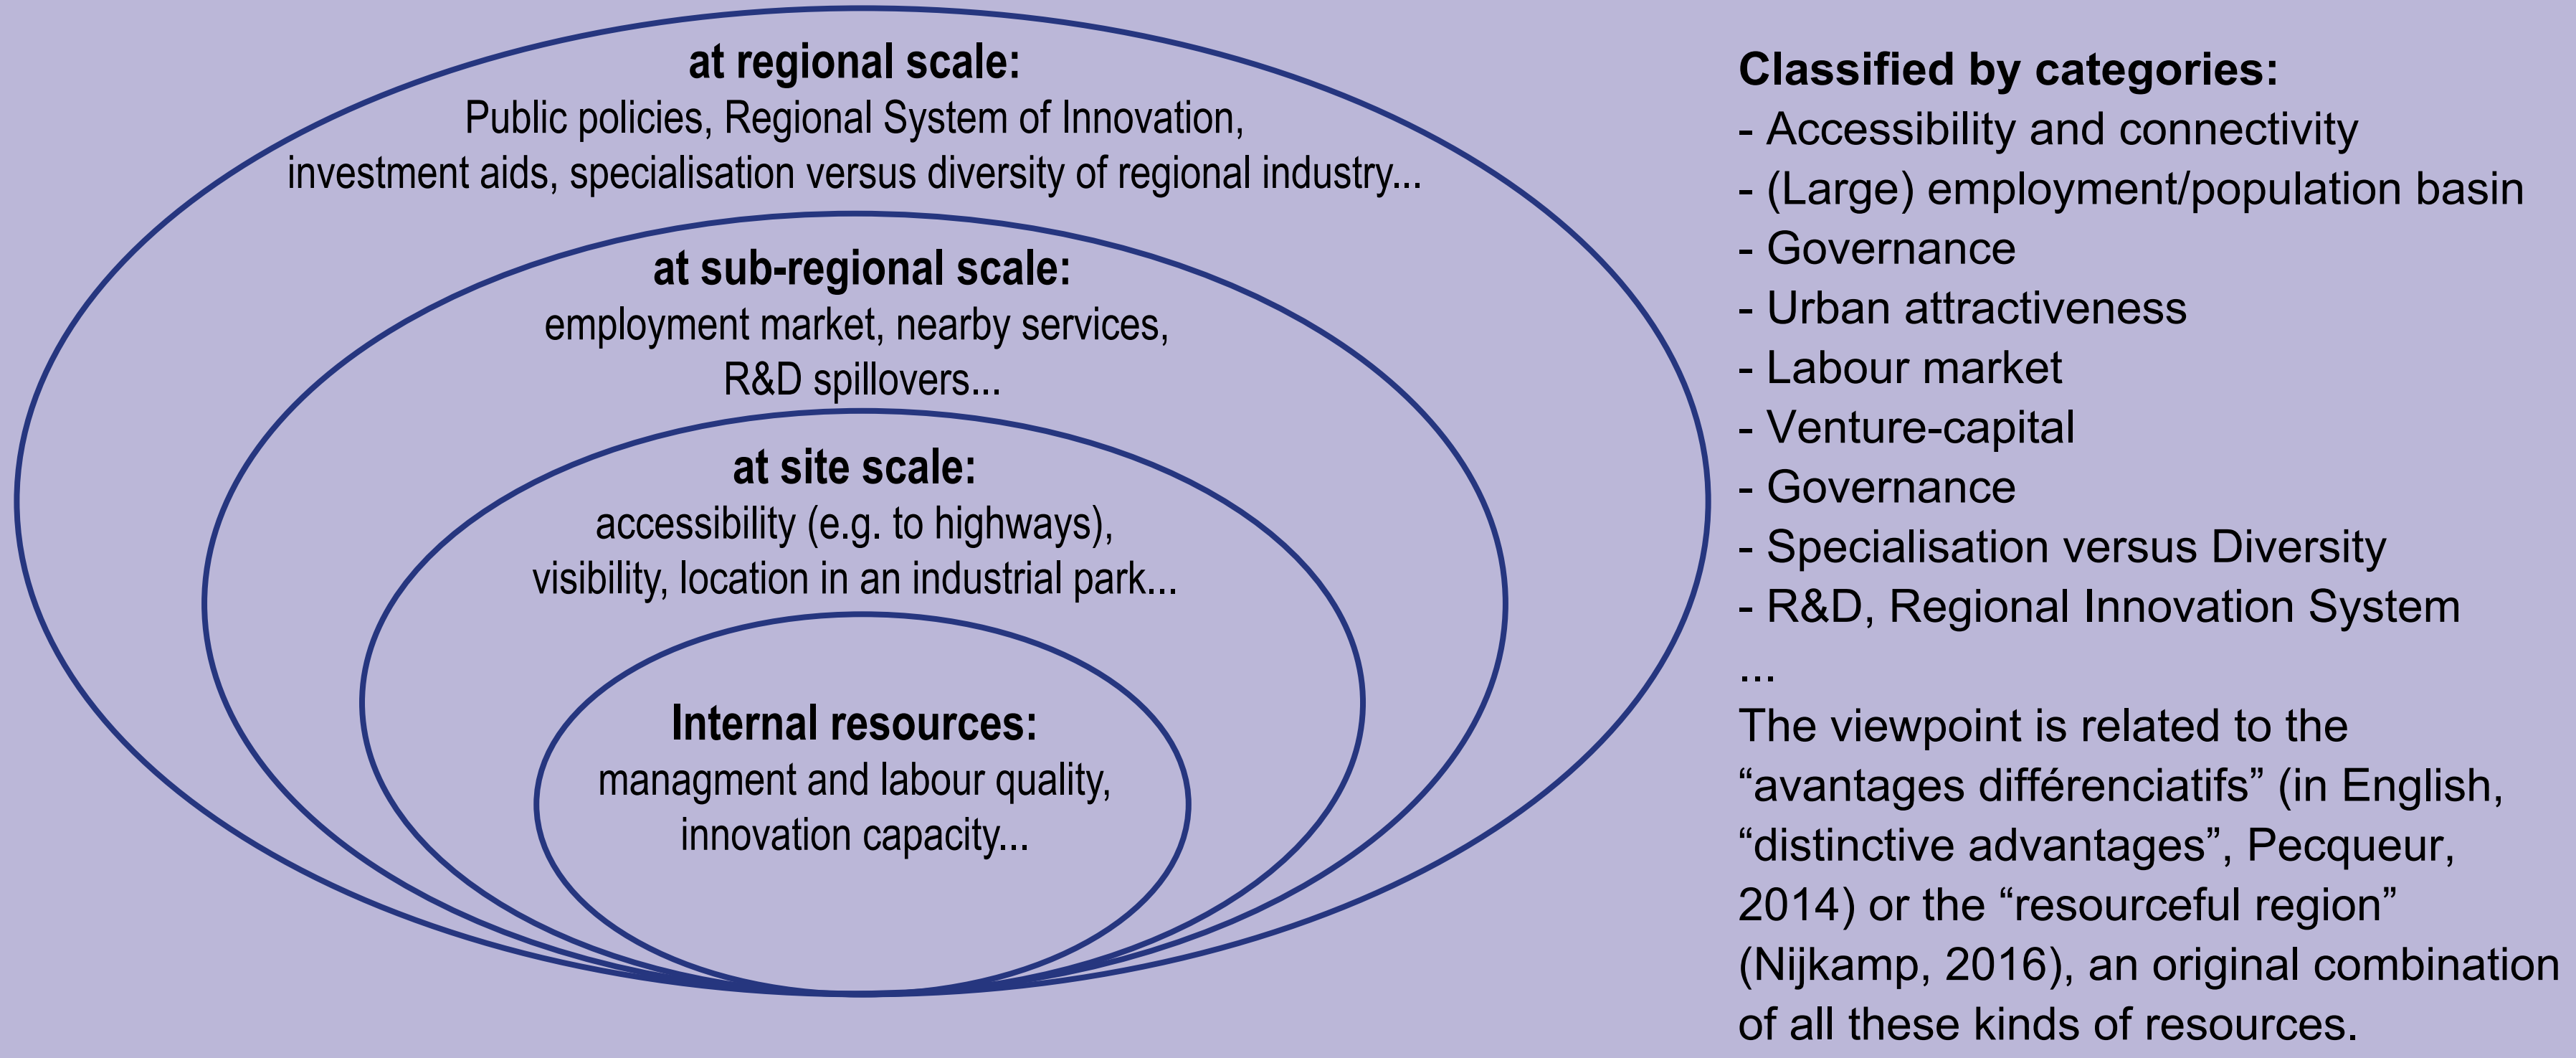 at regional scale:
Public policies, Regional System of Innovation,
investment aids, specialisation versus diversity of regional industry...
at sub-regional scale:
employment market, nearby services,
R&D spillovers...
at site scale:
accessibility (e.g. to highways),
visibility, location in an industrial park...
Internal resources:
managment and labour quality,
innovation capacity...
Classified by categories:
- Accessibility and connectivity
- (Large) employment/population basin
- Governance
- Urban attractiveness
- Labour market
- Venture-capital
- Governance
- Specialisation versus Diversity
- R&D, Regional Innovation System
...
The viewpoint is related to the
“avantages différenciatifs” (in English,
“distinctive advantages”, Pecqueur,
2014) or the “resourceful region”
(Nijkamp, 2016), an original combination
of all these kinds of resources.